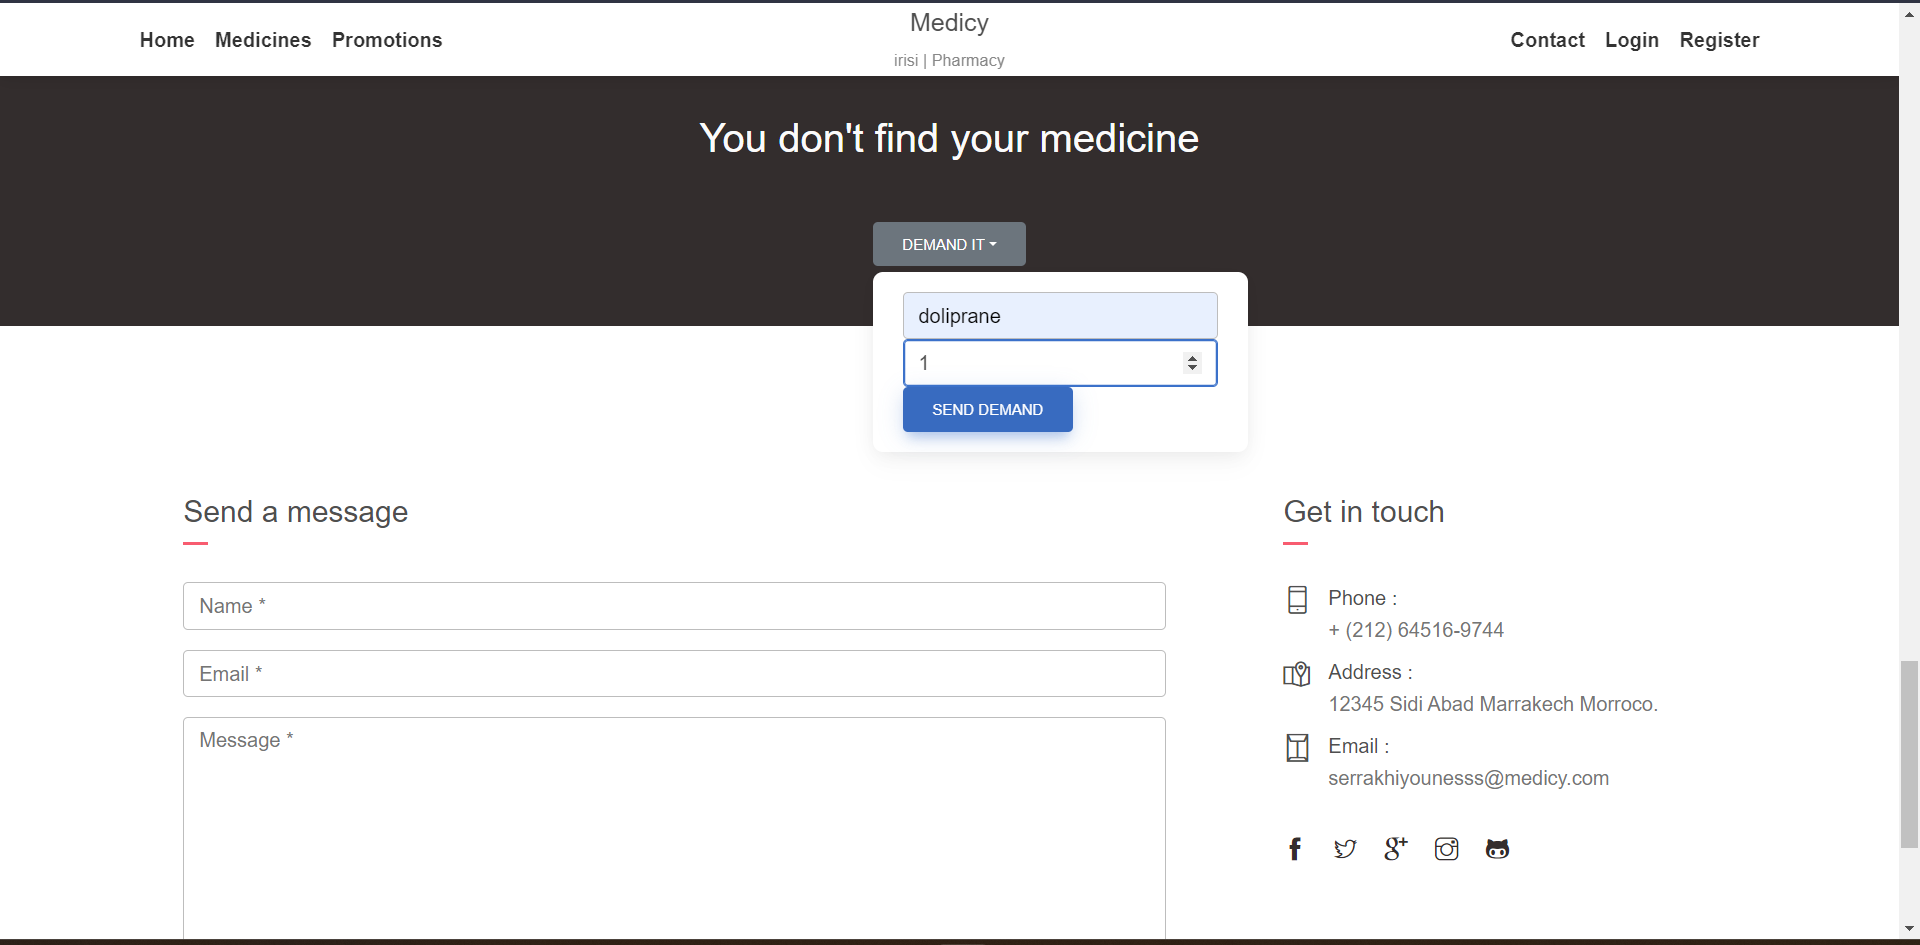 Home Medicines Promotions
Medicy
irisi | Pharmacy
Contact Login Register
You don't find your medicine
DEMAND IT
doliprane
1
SEND DEMAND
Send a message
Name *
Email *
Message *
Get in touch
Phone :
+ (212) 64516-9744
Address :
12345 Sidi Abad Marrakech Morroco.
Email :
serrakhiyounesss@medicy.com